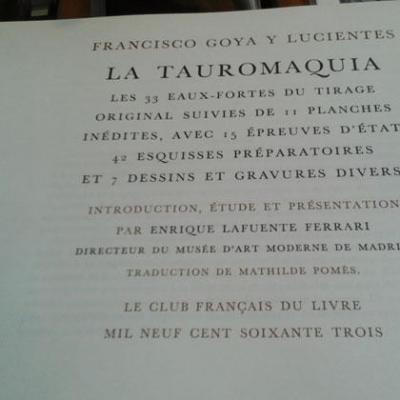 FRANCISCO GOYA Y LUCIENTES
LA TAUROMAQUIA
LES 33 EAUX-FORTES DU TIRAGE
ORIGINAL SUIVIES DE 11 PLANCHES
INÉDITES, AVEC 15 ÉPREUVES D'ÉTAT
42 ESQUISSES PRÉPARATOIRES
ET 7 DESSINS ET GRAVURES DIVERS
INTRODUCTION, ÉTUDE ET PRÉSENTATION
PAR ENRIQUE LAFUENTE FERRARI
DIRECTEUR DU MUSÉE D'ART MODERNE DE MADRI
TRADUCTION DE MATHILDE POMÈS.
LE CLUB FRANÇAIS DU LIVRE
MIL NEUF CENT SOIXANTE TROIS